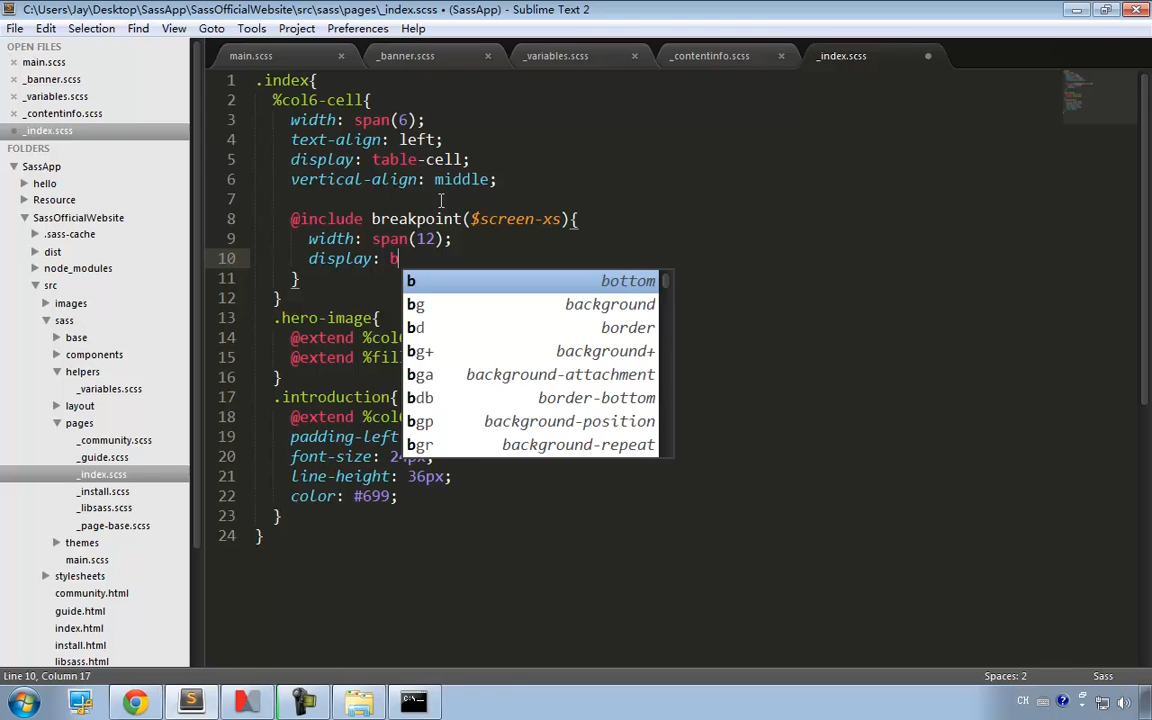 C:\Users\Jay\Desktop\SassApp\SassOfficialWebsite\src\sass\pages\_index.scss • (SassApp) - Sublime Text 2
File Edit Selection Find View Goto Tools Project Preferences Help
OPEN FILES
main.scss
_banner.scss
_variables.scss
_contentinfo.scss
_index.scss
FOLDERS
SassApp
hello
Resource
SassOfficialWebsite
.sass-cache
dist
node_modules
src
images
sass
base
components
helpers
_variables.scss
layout
pages
_community.scss
_guide.scss
_index.scss
_install.scss
_libsass.scss
_page-base.scss
themes
main.scss
stylesheets
community.html
guide.html
index.html
install.html
libsass.html
main.scss _banner.scss _variables.scss _contentinfo.scss _index.scss
1 .index{
2 %col6-cell{
3 width: span(6);
4 text-align: left;
5 display: table-cell;
6 vertical-align: middle;
7
8 @include breakpoint($screen-xs){
9 width: span(12);
10 display: b
11 }
12 }
13 .hero-image{
14 @extend %col6
15 @extend %fil
16 }
17 .introduction{
18 @extend %col6
19 padding-left
20 font-size: 24px;
21 line-height: 36px;
22 color: #699;
23 }
24 }
b bottom
bg background
bd border
bg+ background+
bga background-attachment
bdb border-bottom
bgp background-position
bgr background-repeat
Line 10, Column 17 Spaces: 2 Sass
CH